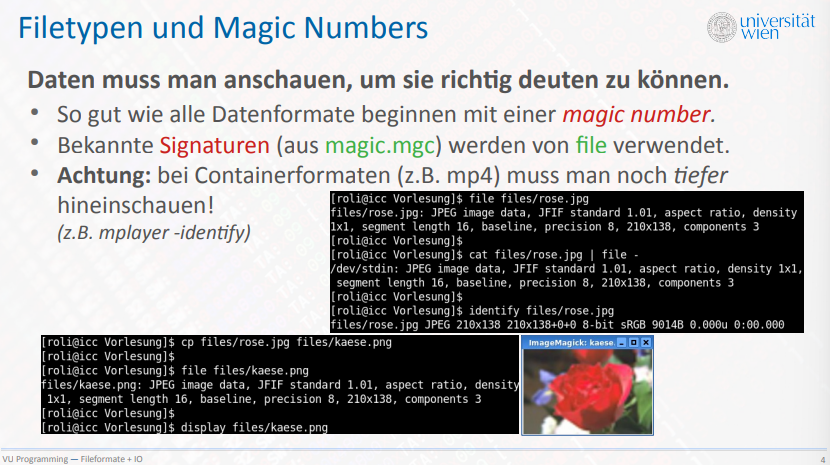 Filetypen und Magic Numbers
universität
wien
Daten muss man anschauen, um sie richtig deuten zu können.
• So gut wie alle Datenformate beginnen mit einer magic number.
• Bekannte Signaturen (aus magic.mgc) werden von file verwendet.
• Achtung: bei Containerformaten (z.B. mp4) muss man noch tiefer
hineinschauen!
(z.B. mplayer -identify)
[roli@icc Vorlesung]$ file files/rose.jpg
files/rose.jpg: JPEG image data, JFIF standard 1.01, aspect ratio, density
1x1, segment length 16, baseline, precision 8, 210x138, components 3
[roli@icc Vorlesung]$
[roli@icc Vorlesung]$ cat files/rose.jpg | file -
/dev/stdin: JPEG image data, JFIF standard 1.01, aspect ratio, density 1x1,
segment length 16, baseline, precision 8, 210x138, components 3
[roli@icc Vorlesung]$
[roli@icc Vorlesung]$ identify files/rose.jpg
files/rose.jpg JPEG 210x138 210x138+0+0 8-bit sRGB 9014B 0.000u 0:00.000
[roli@icc Vorlesung]$ cp files/rose.jpg files/kaese.png
[roli@icc Vorlesung]$
[roli@icc Vorlesung]$ file files/kaese.png
files/kaese.png: JPEG image data, JFIF standard 1.01, aspect ratio, density
1x1, segment length 16, baseline, precision 8, 210x138, components 3
[roli@icc Vorlesung]$
[roli@icc Vorlesung]$ display files/kaese.png
ImageMagick: kaese.
VU Programming — Fileformate + IO
4